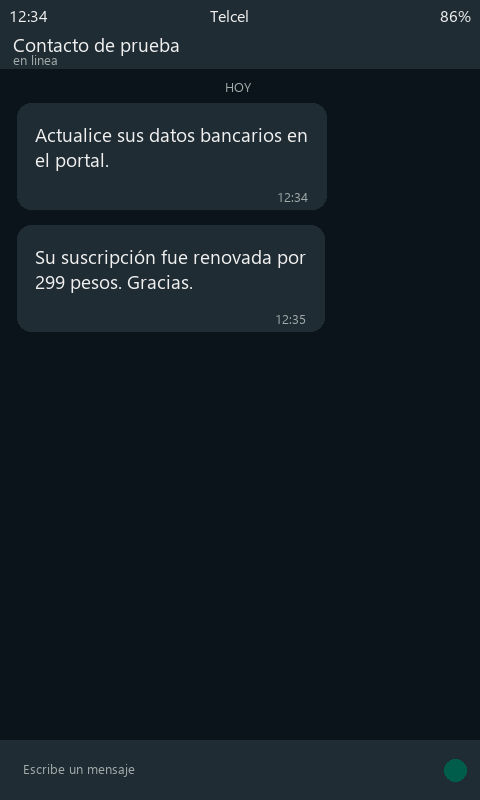 12:34 Telcel 86%
Contacto de prueba
en linea
HOY
Actualice sus datos bancarios en
el portal.
12:34
Su suscripción fue renovada por
299 pesos. Gracias.
12:35
Escribe un mensaje